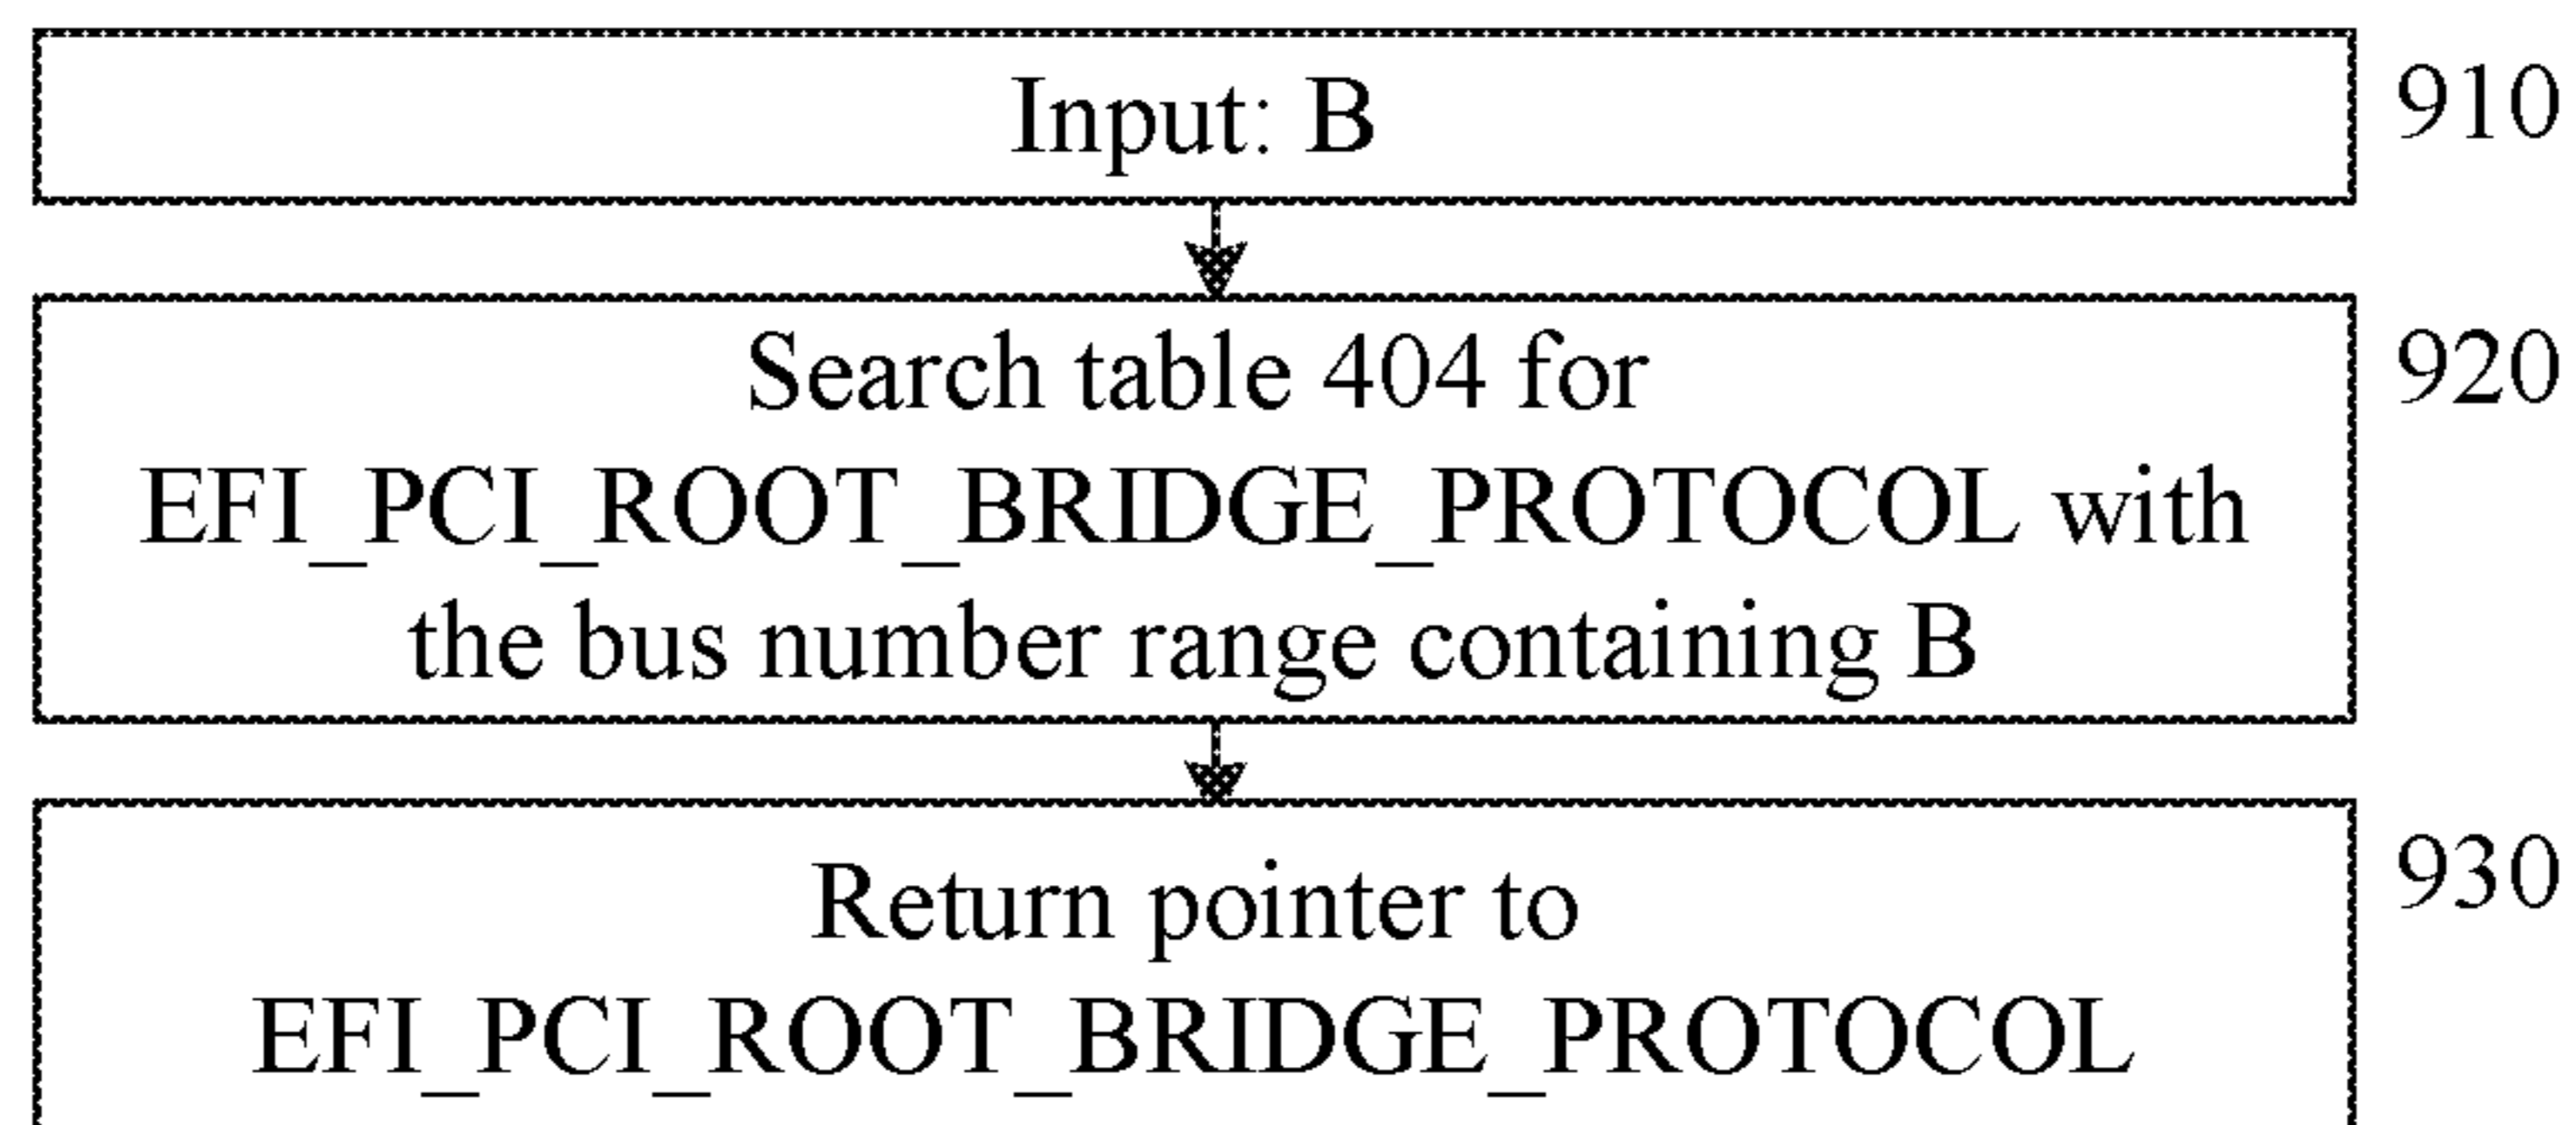 Input: B
910
Search table 404 for
920
EFI_PCI_ROOT_BRIDGE_PROTOCOL with
the bus number range containing B
Return pointer to
930
EFI_PCI_ROOT_BRIDGE_PROTOCOL